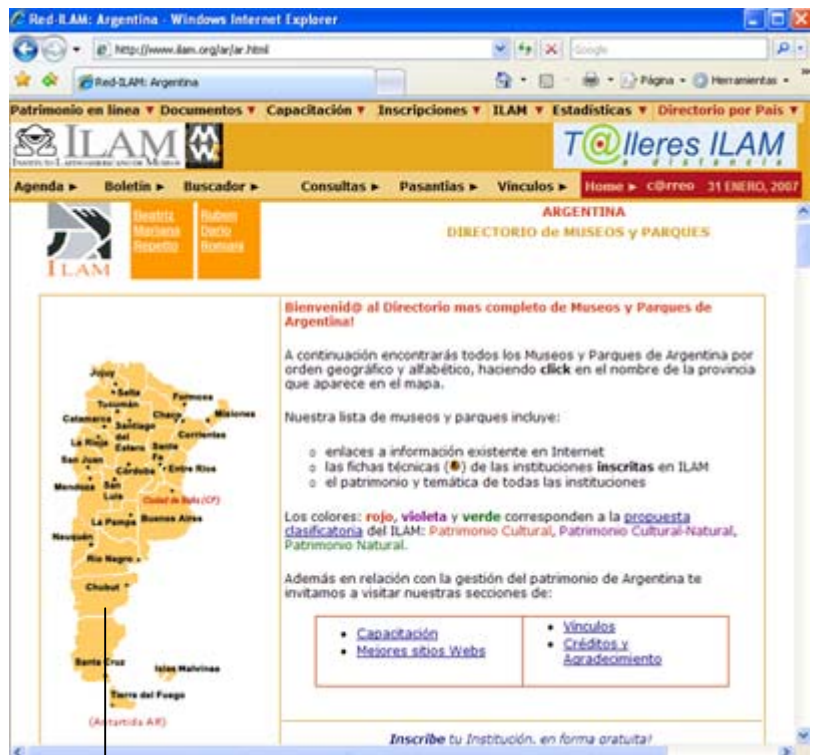 Red-ILAM: Argentina - Windows Internet Explorer
http://www.ilam.org/ar/ar.html
Google
Red-ILAM: Argentina
Página
Herramientas
Patrimonio en línea ▼ Documentos ▼ Capacitación ▼ Inscripciones ▼ ILAM ▼ Estadísticas ▼ Directorio por País ▼
ILAM
INSTITUTO LATINOAMERICANO DE MUSEOS
T@lleres ILAM
a distancia
Agenda ► Boletín ► Buscador ► Consultas ► Pasantías ► Vínculos ► Home ► c@rreo 31 ENERO, 2007
ILAM
Beatriz
Mariana
Repetto
Ruben
Dario
Romani
ARGENTINA
DIRECTORIO de MUSEOS y PARQUES
Bienvenid@ al Directorio mas completo de Museos y Parques de
Argentina!
A continuación encontrarás todos los Museos y Parques de Argentina por
orden geográfico y alfabético, haciendo click en el nombre de la provincia
que aparece en el mapa.
Nuestra lista de museos y parques incluye:
o enlaces a información existente en Internet
o las fichas técnicas ( ) de las instituciones inscritas en ILAM
o el patrimonio y temática de todas las instituciones
Los colores: rojo, violeta y verde corresponden a la propuesta
clasificatoria del ILAM: Patrimonio Cultural, Patrimonio Cultural-Natural,
Patrimonio Natural.
Además en relación con la gestión del patrimonio de Argentina te
invitamos a visitar nuestras secciones de:
• Capacitación
• Mejores sitios Webs
• Vínculos
• Créditos y
Agradecimiento
Inscribe tu Institución, en forma gratuita!
Jujuy
Salta
Formosa
Tucumán
Catamarca
Santiago
del
Estero
Chaco
Misiones
Corrientes
La Rioja
Santa
Fe
San Juan
Córdoba
Entre Rios
Mendoza
San
Luis
Ciudad de BsAs (CF)
La Pampa
Buenos Aires
Neuquén
Rio Negro
Chubut
Santa Cruz
Islas Malvinas
Tierra del Fuego
(Antartida AR)